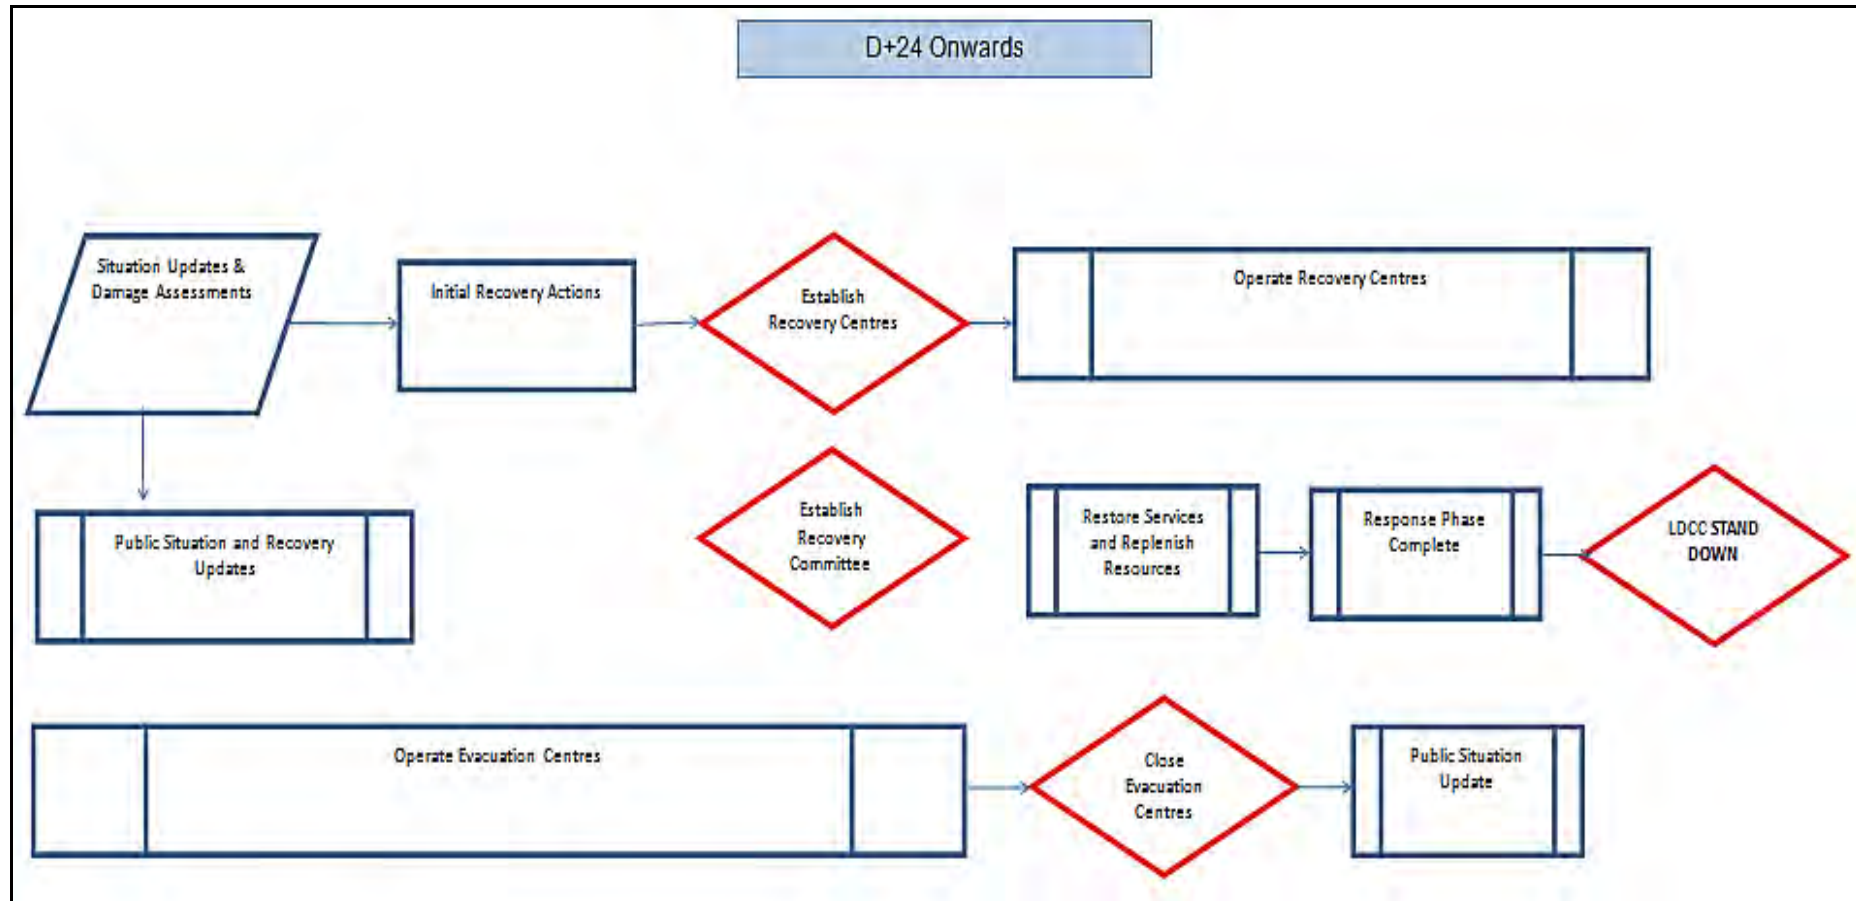 D+24 Onwards
Situation Updates &
Damage Assessments
Initial Recovery Actions
Establish
Recovery Centres
Operate Recovery Centres
Public Situation and Recovery
Updates
Establish
Recovery
Committee
Restore Services
and Replenish
Resources
Response Phase
Complete
LDCC STAND
DOWN
Operate Evacuation Centres
Close
Evacuation
Centres
Public Situation
Update